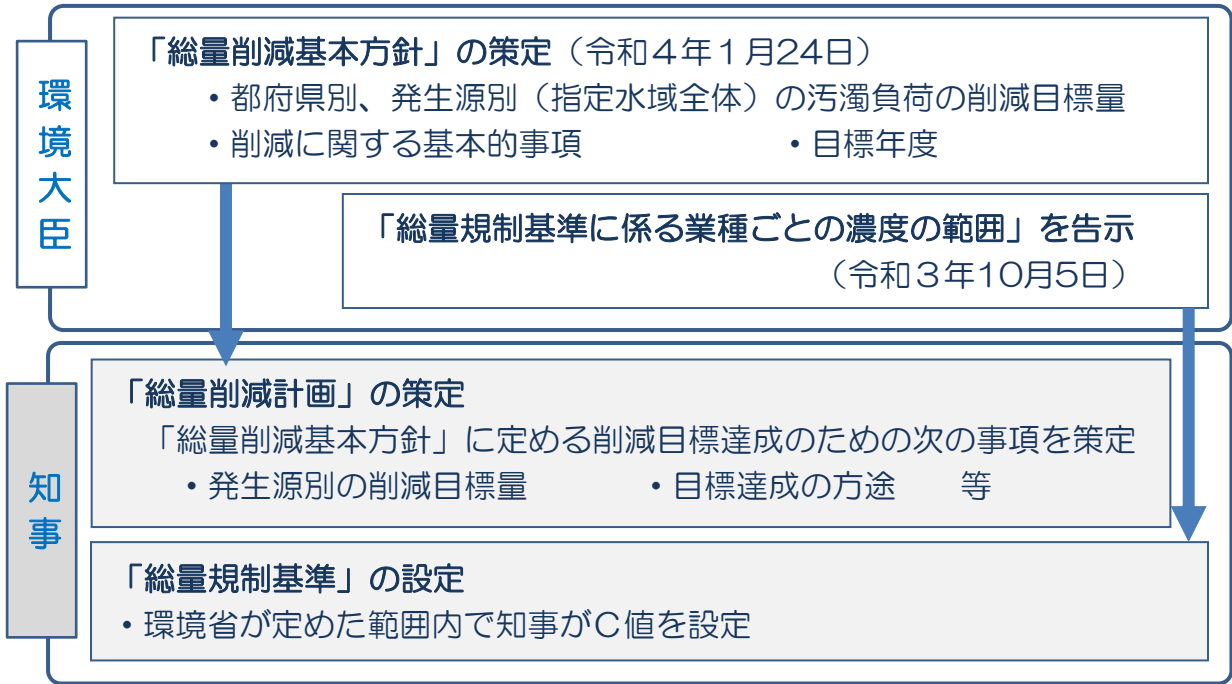 環境大臣
「総量削減基本方針」の策定（令和４年１月24日）
・都府県別、発生源別（指定水域全体）の汚濁負荷の削減目標量
・削減に関する基本的事項　　・目標年度
「総量規制基準に係る業種ごとの濃度の範囲」を告示
（令和３年10月5日）
知事
「総量削減計画」の策定
「総量削減基本方針」に定める削減目標達成のための次の事項を策定
・発生源別の削減目標量　　・目標達成の方途　等
「総量規制基準」の設定
・環境省が定めた範囲内で知事がＣ値を設定